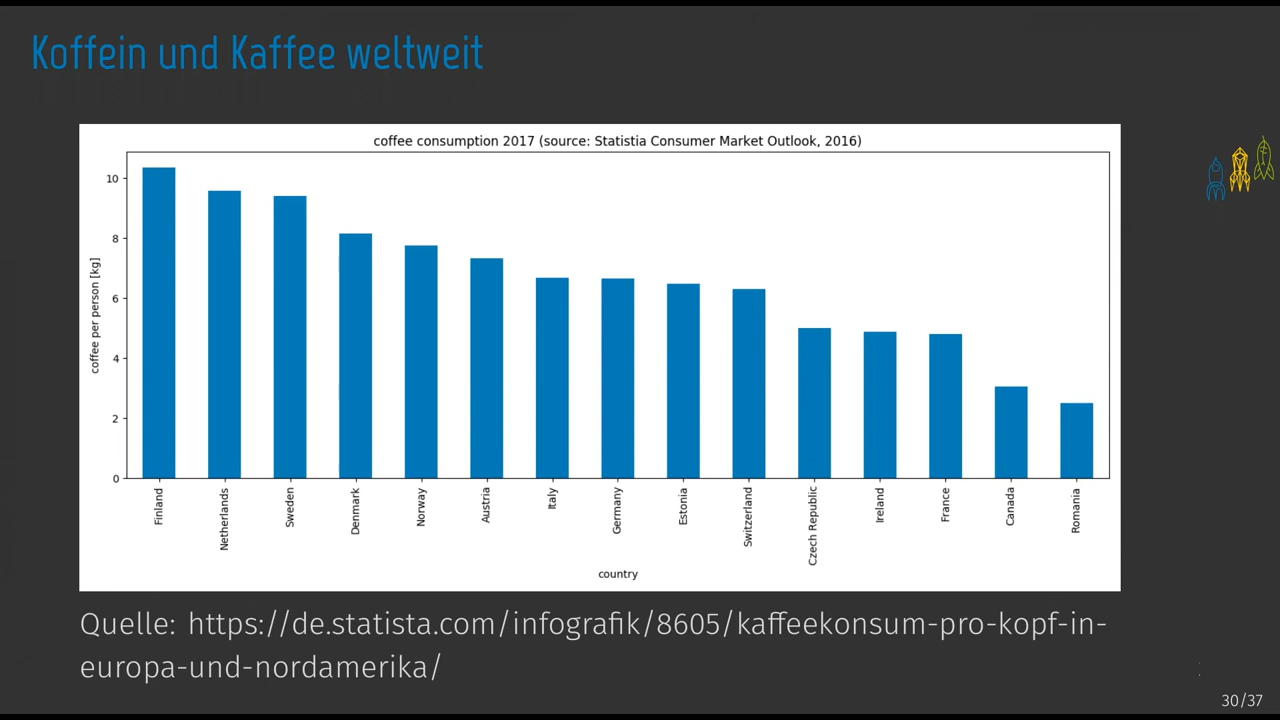 Koffein und Kaffee weltweit
coffee consumption 2017 (source: Statistia Consumer Market Outlook, 2016)
coffee per person [kg]
10
8
6
4
2
0
Finland
Netherlands
Sweden
Denmark
Norway
Austria
Italy
Germany
Estonia
Switzerland
Czech Republic
Ireland
France
Canada
Romania
country
Quelle: https://de.statista.com/infografik/8605/kaffeekonsum-pro-kopf-in-
europa-und-nordamerika/
30/37